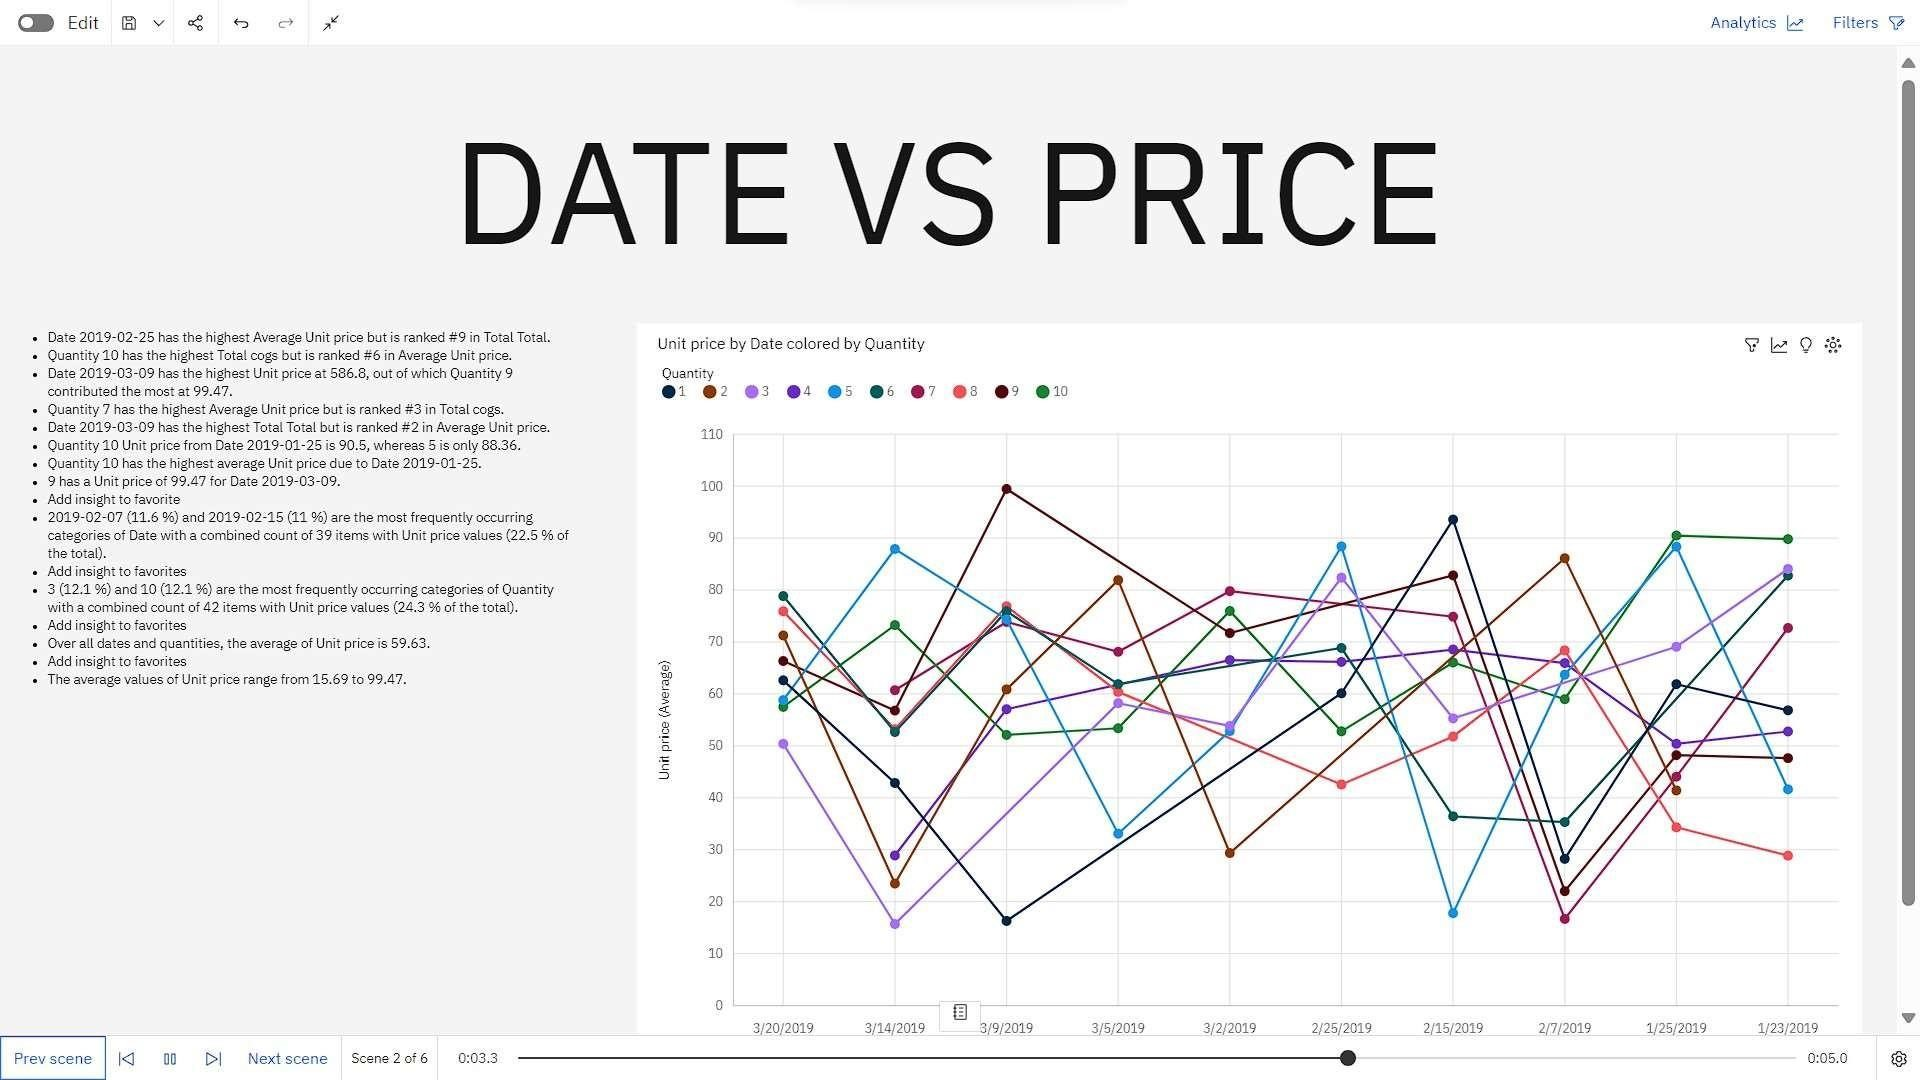 Edit
Analytics
Filters
DATE VS PRICE
Date 2019-02-25 has the highest Average Unit price but is ranked #9 in Total Total.
Quantity 10 has the highest Total cogs but is ranked #6 in Average Unit price.
Date 2019-03-09 has the highest Unit price at 586.8, out of which Quantity 9
contributed the most at 99.47.
Quantity 7 has the highest Average Unit price but is ranked #3 in Total cogs.
Date 2019-03-09 has the highest Total Total but is ranked #2 in Average Unit price.
Quantity 10 Unit price from Date 2019-01-25 is 90.5, whereas 5 is only 88.36.
Quantity 10 has the highest average Unit price due to Date 2019-01-25.
9 has a Unit price of 99.47 for Date 2019-03-09.
Add insight to favorite
2019-02-07 (11.6 %) and 2019-02-15 (11 %) are the most frequently occurring
categories of Date with a combined count of 39 items with Unit price values (22.5 % of
the total).
Add insight to favorites
3 (12.1 %) and 10 (12.1 %) are the most frequently occurring categories of Quantity
with a combined count of 42 items with Unit price values (24.3 % of the total).
Add insight to favorites
Over all dates and quantities, the average of Unit price is 59.63.
Add insight to favorites
The average values of Unit price range from 15.69 to 99.47.
Unit price by Date colored by Quantity
Quantity
1 2 3 4 5 6 7 8 9 10
Unit price (Average)
110
100
90
80
70
60
50
40
30
20
10
0
3/20/2019 3/14/2019 3/9/2019 3/5/2019 3/2/2019 2/25/2019 2/15/2019 2/7/2019 1/25/2019 1/23/2019
Prev scene
Next scene
Scene 2 of 6
0:03.3
0:05.0